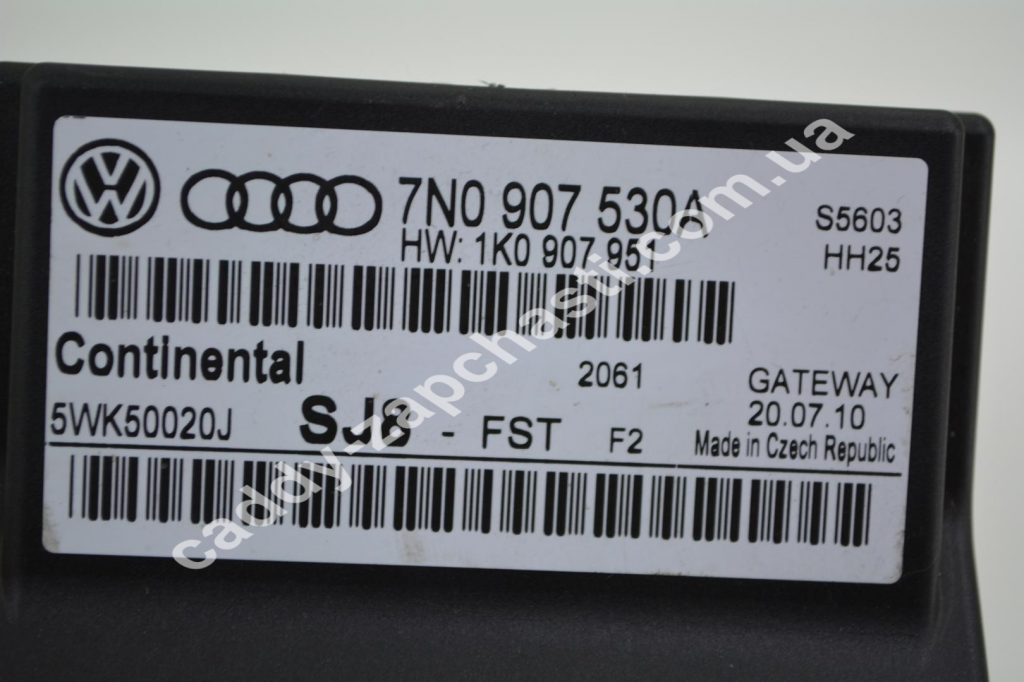 7N0 907 530A
S5603
HW: 1K0 907 951
HH25
Continental
2061
GATEWAY
5WK50020J
SJ8 - FST F2
20.07.10
Made in Czech Republic
caddy-zapchasti.com.ua